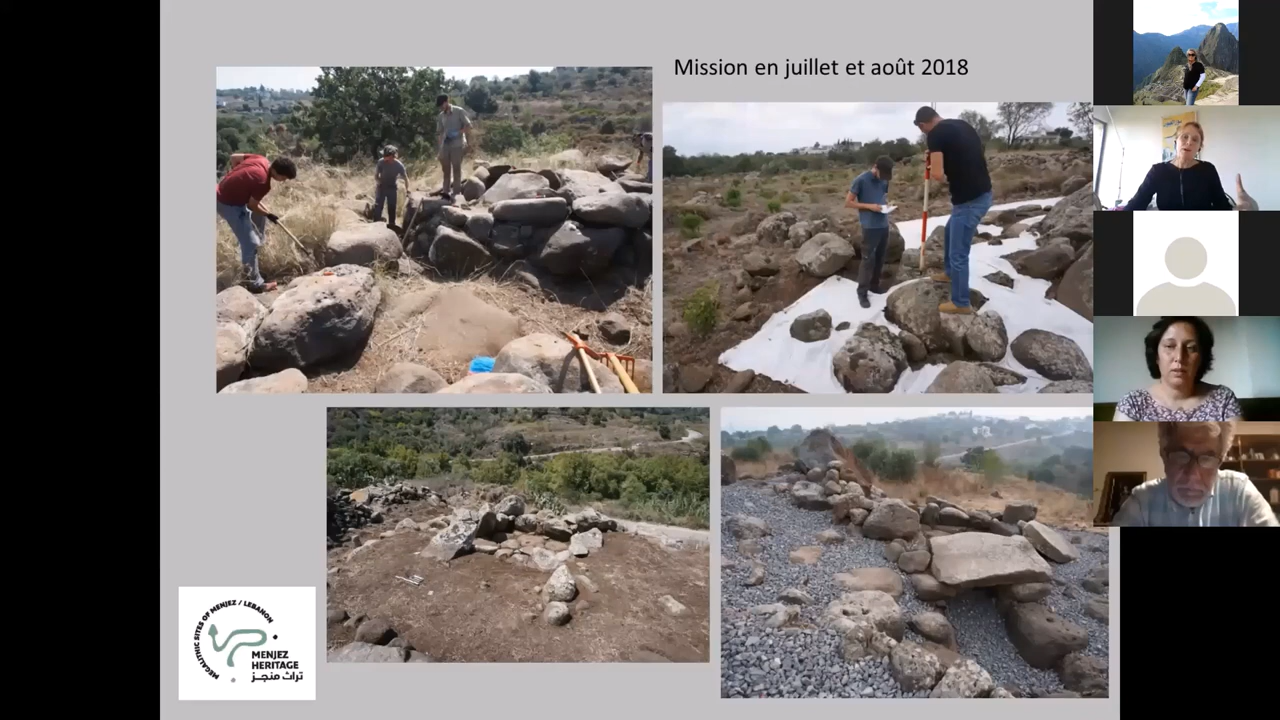 Mission en juillet et août 2018
MEGALITHIC SITES OF MENJEZ / LEBANON
MENJEZ
HERITAGE
تراث منجز